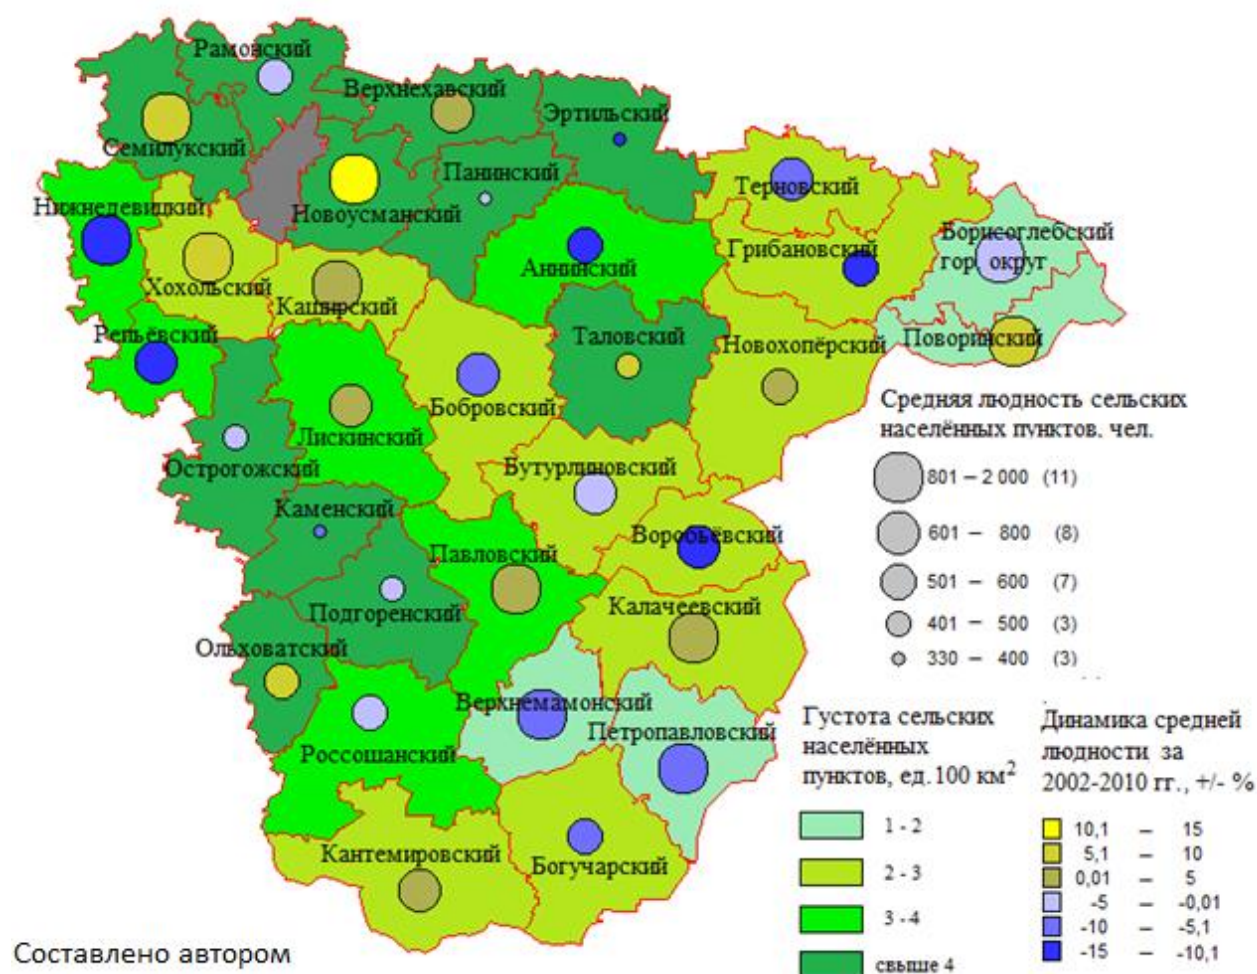 Рамонский
Верхнехавский
Эртильский
Семилукский
Панинский
Терновский
Нижнедевицкий
Новоусманский
Борисоглебский
гор. округ
Грибановский
Аннинский
Хохольский
Каширский
Репьёвский
Таловский
Новохопёрский
Поворинский
Бобровский
Лискинский
Острогожский
Бутурлиновский
Каменский
Воробьёвский
Павловский
Подгоренский
Калачеевский
Ольховатский
Верхнемамонский
Петропавловский
Россошанский
Кантемировский
Богучарский
Средняя людность сельских
населённых пунктов. чел.
801 – 2 000 (11)
601 – 800 (8)
501 – 600 (7)
401 – 500 (3)
330 – 400 (3)
Густота сельских
населённых
пунктов, ед.100 км²
1 - 2
2 - 3
3 - 4
свыше 4
Динамика средней
людности за
2002-2010 гг., +/- %
10,1 – 15
5,1 – 10
0,01 – 5
-5 – -0,01
-10 – -5,1
-15 – -10,1
Составлено автором